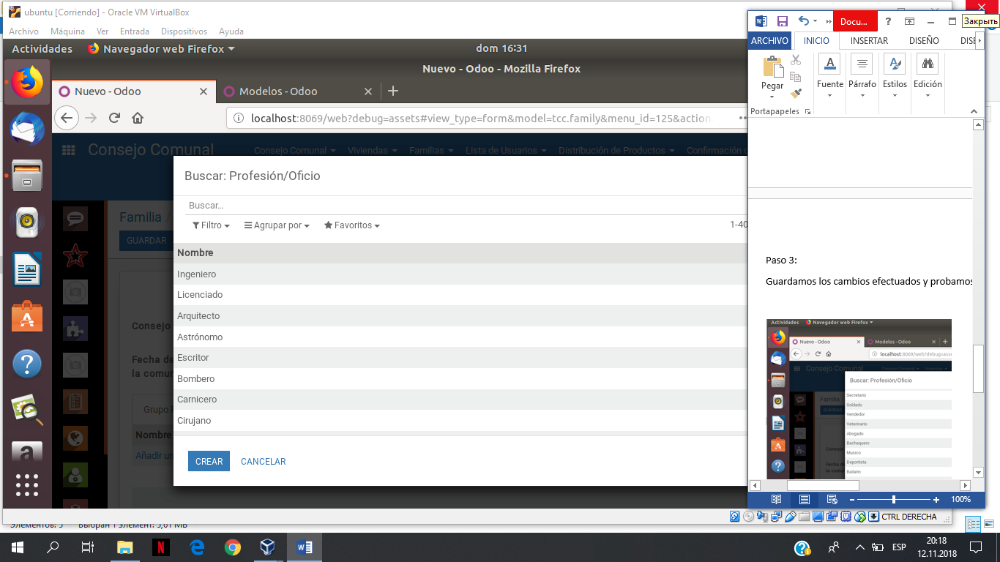 ubuntu [Corriendo] - Oracle VM VirtualBox
Archivo Máquina Ver Entrada Dispositivos Ayuda
Actividades Navegador web Firefox dom 16:31
Nuevo - Odoo - Mozilla Firefox
Nuevo - Odoo Modelos - Odoo
localhost:8069/web?debug=assets#view_type=form&model=tcc.family&menu_id=125&action
Consejo Comunal Consejo Comunal Viviendas Familias Lista de Usuarios Distribución de Productos Confirmación
Buscar: Profesión/Oficio
Buscar...
Filtro Agrupar por Favoritos 1-40
Familia /
GUARDAR
Nombre
Ingeniero
Licenciado
Arquitecto
Astrónomo
Escritor
Bombero
Carnicero
Cirujano
Consejo
Fecha de
la comun
Grupo
Nombre
Añadir un
CREAR CANCELAR
Docu... ? Закрыть
ARCHIVO INICIO INSERTAR DISEÑO DISE
Pegar Fuente Párrafo Estilos Edición
Portapapeles
Paso 3:
Guardamos los cambios efectuados y probamos
Actividades Navegador web Firefox
Nuevo - Odoo Modelos - Odoo
localhost:8069/web?debug=asse
Consejo Comunal
Buscar: Profesión/Oficio
Familia
Secretario
Soldado
Vendedor
Veterinario
Abogado
Bachaquero
Musico
Deportista
Bailarin
100%
CTRL DERECHA
Элементов: 5 Выбран 1 элемент: 5,61 МБ
ESP
20:18
12.11.2018